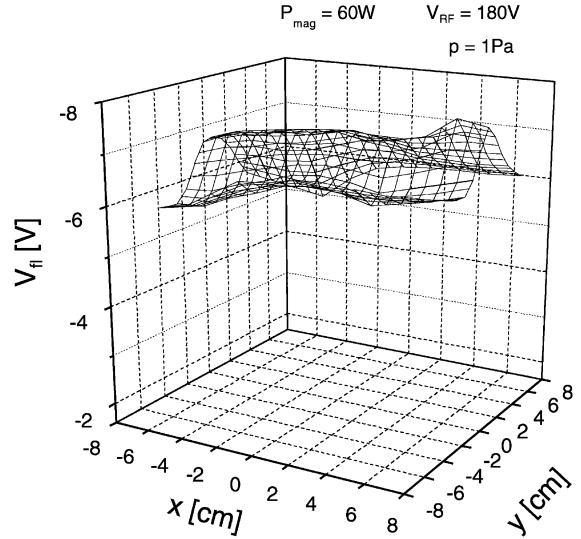 P_mag = 60W V_RF = 180V
p = 1Pa
-8
-6
-4
-2
V_fl [V]
-8 -6 -4 -2 0 2 4 6 8
x [cm]
-8 -6 -4 -2 0 2 4 6 8
y [cm]